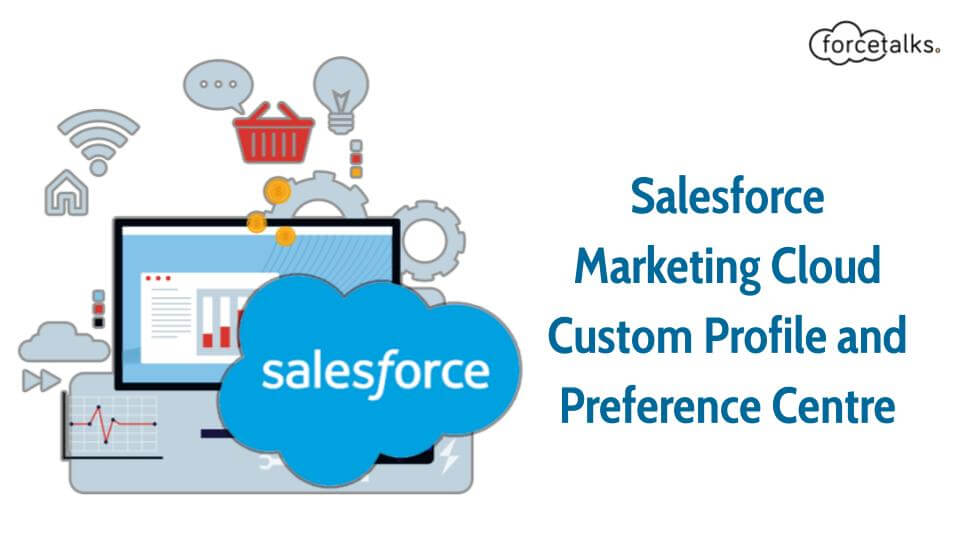 forcetalks.
Salesforce
Marketing Cloud
Custom Profile and
Preference Centre
salesforce